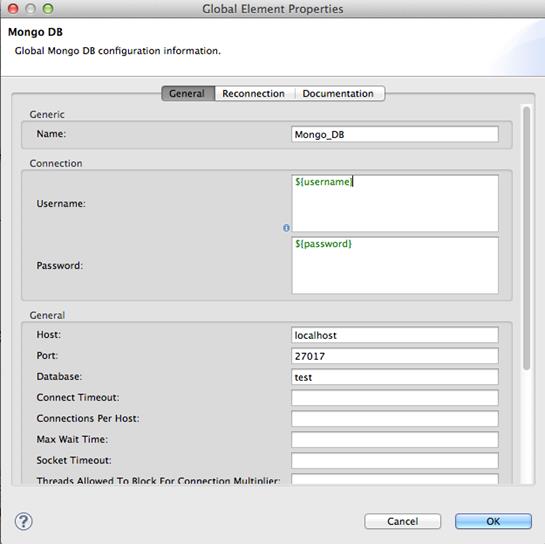 Global Element Properties
Mongo DB
Global Mongo DB configuration information.
General Reconnection Documentation
Generic
Name: Mongo_DB
Connection
Username: ${username}
Password: ${password}
General
Host: localhost
Port: 27017
Database: test
Connect Timeout:
Connections Per Host:
Max Wait Time:
Socket Timeout:
Threads Allowed To Block For Connection Multiplier:
? Cancel OK